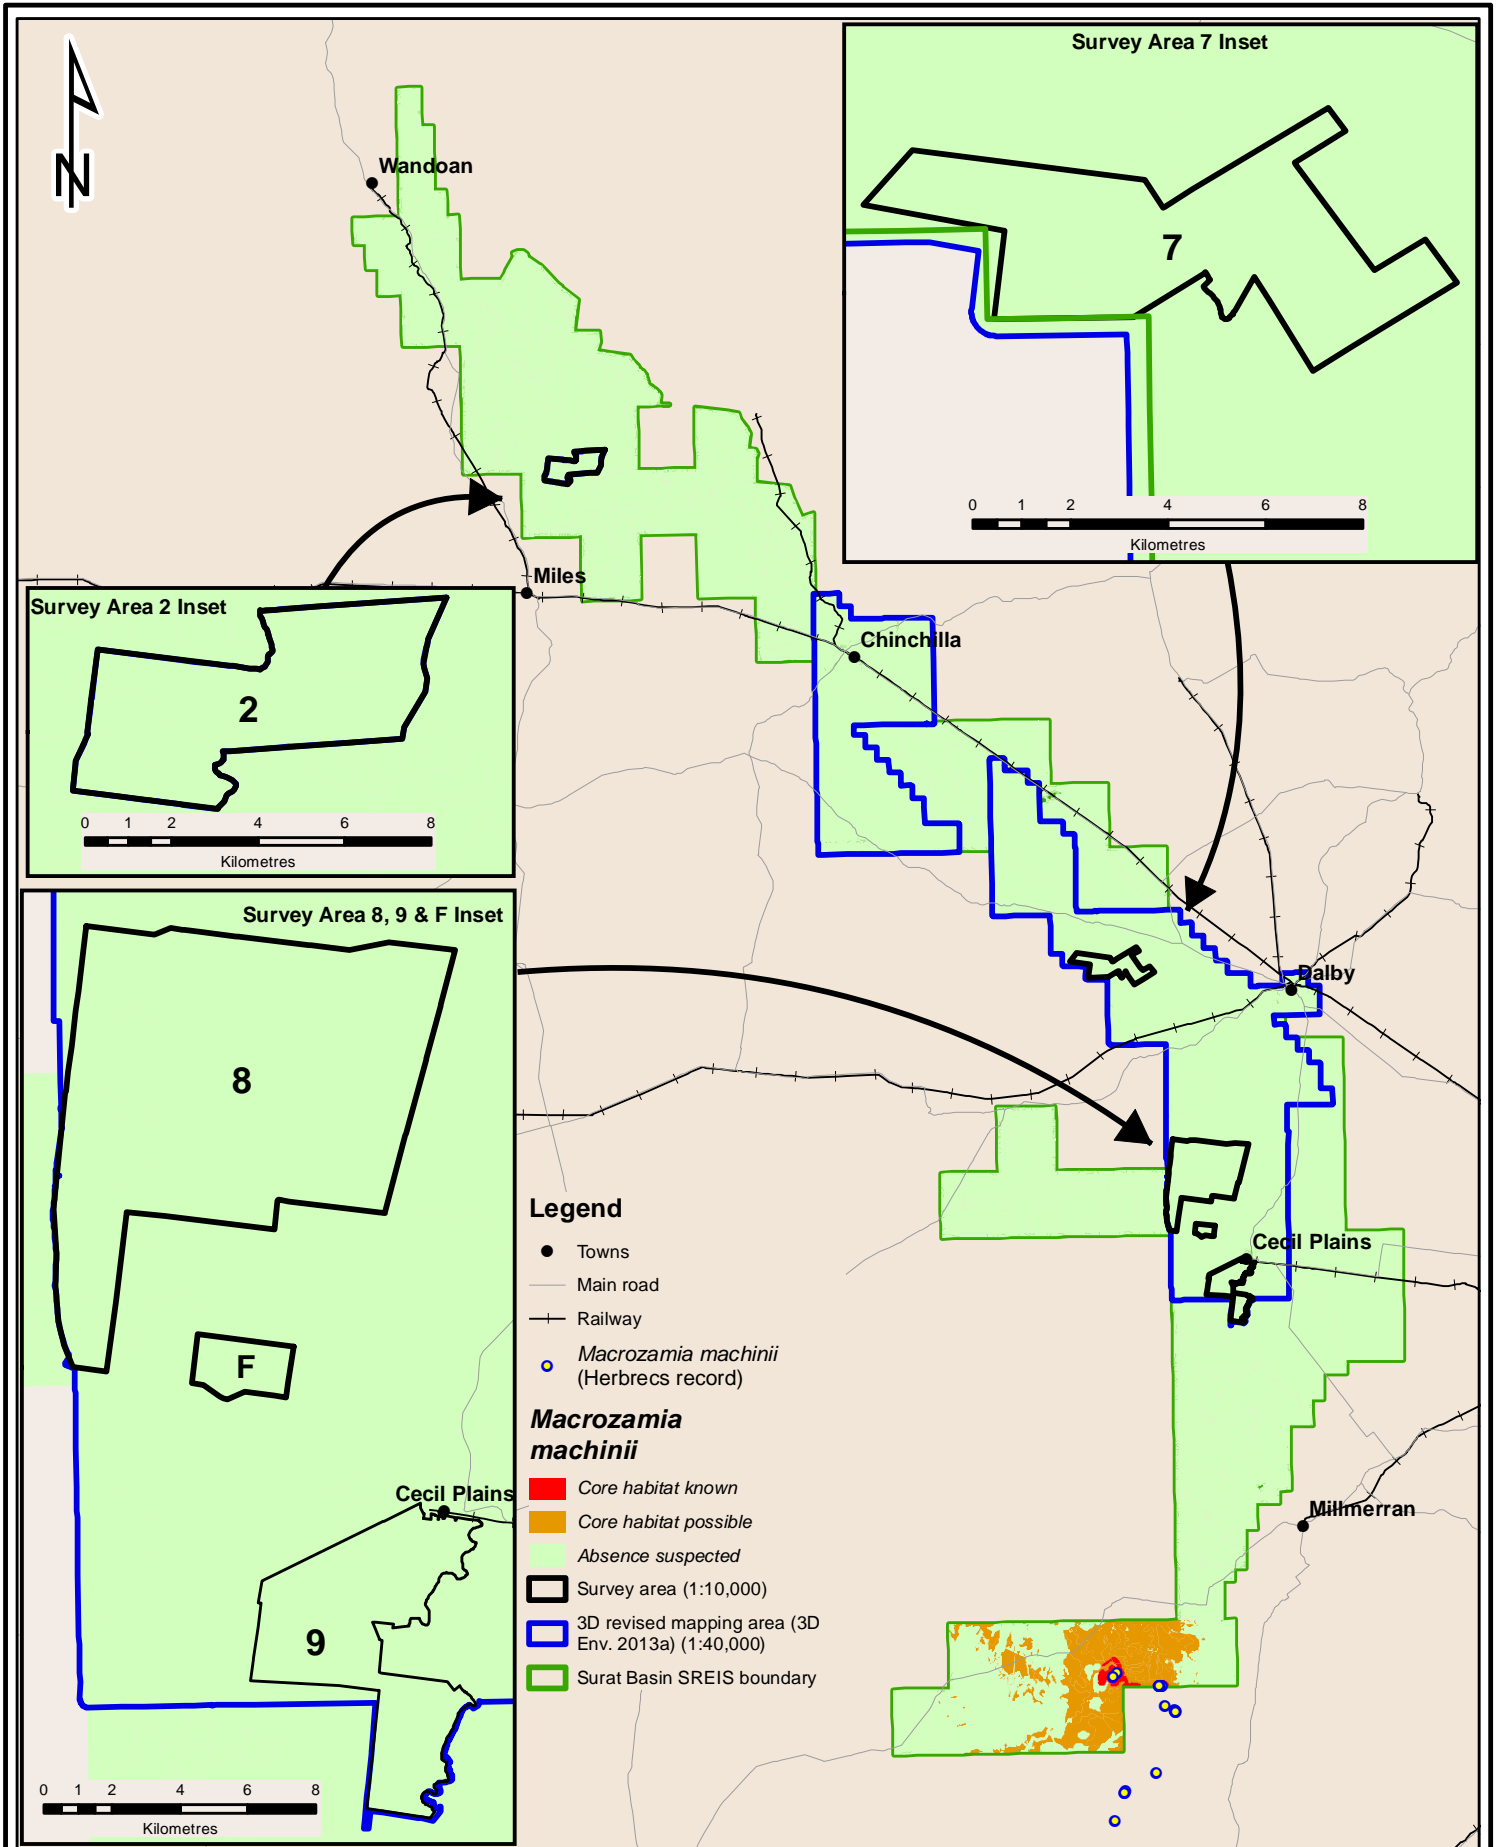 Survey Area 7 Inset
7
0 1 2 4 6 8
Kilometres
N
Wandoan
Miles
Chinchilla
Dalby
Cecil Plains
Millmerran
Survey Area 2 Inset
2
0 1 2 4 6 8
Kilometres
Survey Area 8, 9 & F Inset
8
F
Cecil Plains
9
0 1 2 4 6 8
Kilometres
Legend
Towns
Main road
Railway
Macrozamia machinii
(Herbrecs record)
Macrozamia
machinii
Core habitat known
Core habitat possible
Absence suspected
Survey area (1:10,000)
3D revised mapping area (3D
Env. 2013a) (1:40,000)
Surat Basin SREIS boundary